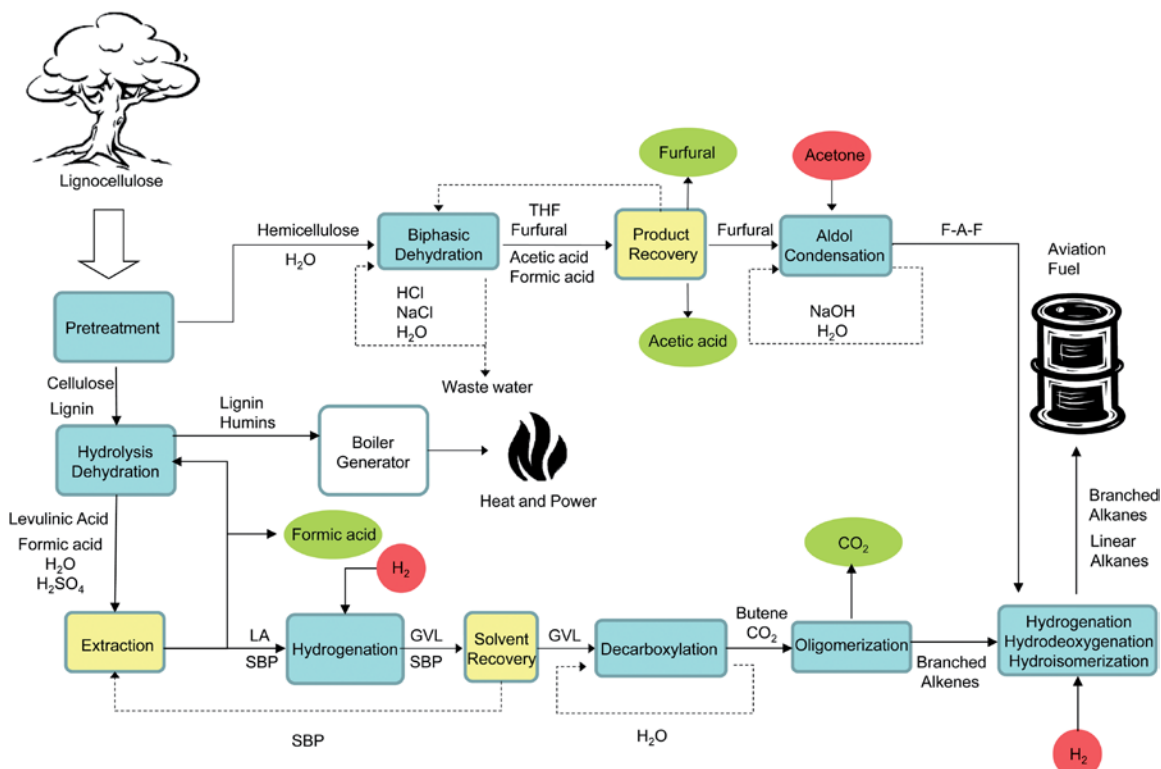 Lignocellulose
Furfural
Acetone
Hemicellulose
H₂O
Biphasic
Dehydration
THF
Furfural
Acetic acid
Formic acid
Product
Recovery
Furfural
Aldol
Condensation
F-A-F
Aviation
Fuel
HCl
NaCl
H₂O
NaOH
H₂O
Pretreatment
Acetic acid
Waste water
Cellulose
Lignin
Lignin
Humins
Hydrolysis
Dehydration
Boiler
Generator
Heat and Power
Branched
Alkanes
Linear
Alkanes
Levulinic Acid
Formic acid
H₂O
H₂SO₄
Formic acid
H₂
CO₂
Extraction
LA
SBP
Hydrogenation
GVL
SBP
Solvent
Recovery
GVL
Decarboxylation
Butene
CO₂
Oligomerization
Branched
Alkenes
Hydrogenation
Hydrodeoxygenation
Hydroisomerization
SBP
H₂O
H₂